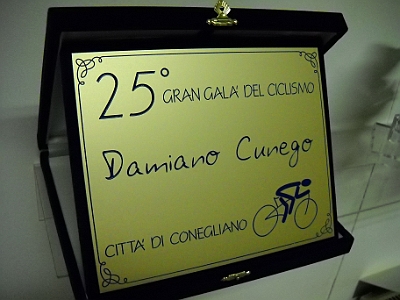 25° GRAN GALA' DEL CICLISMO
Damiano Cunego
CITTA' DI CONEGLIANO